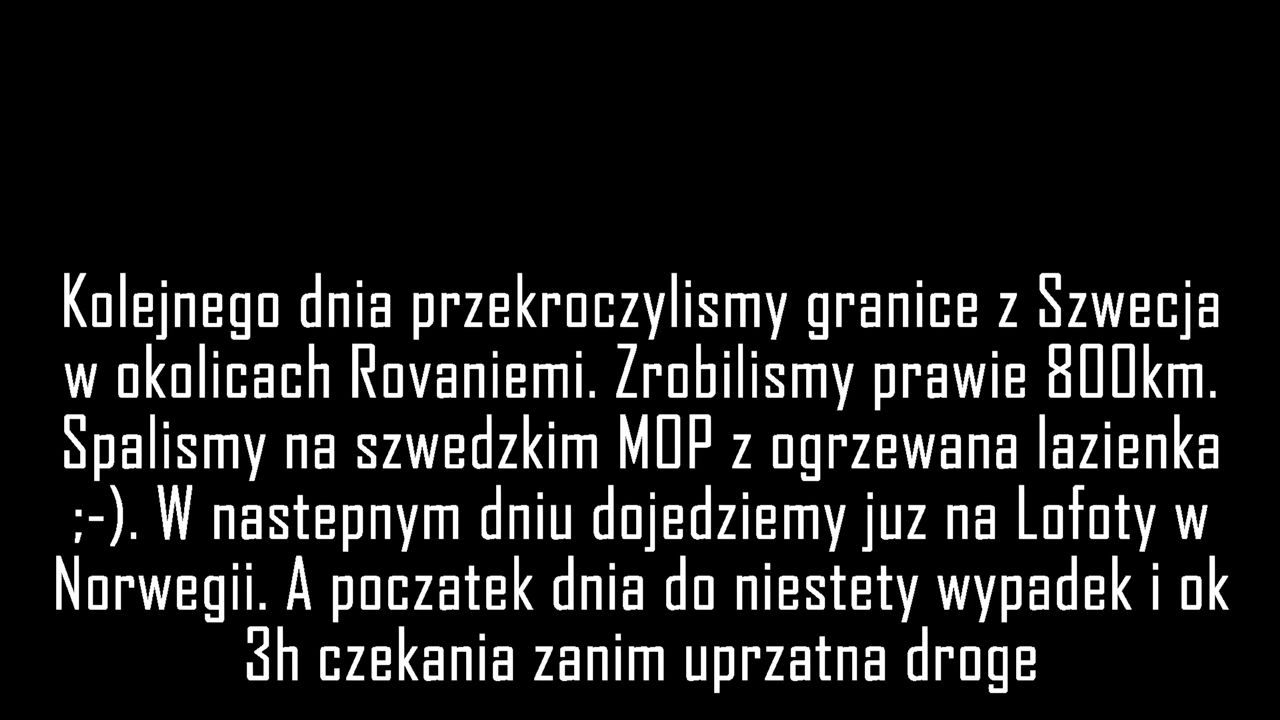 Kolejnego dnia przekroczylismy granice z Szwecja
w okolicach Rovaniemi. Zrobilismy prawie 800km.
Spalismy na szwedzkim MOP z ogrzewana lazienka
;-). W nastepnym dniu dojedziemy juz na Lofoty w
Norwegii. A poczatek dnia do niestety wypadek i ok
3h czekania zanim uprzatna droge